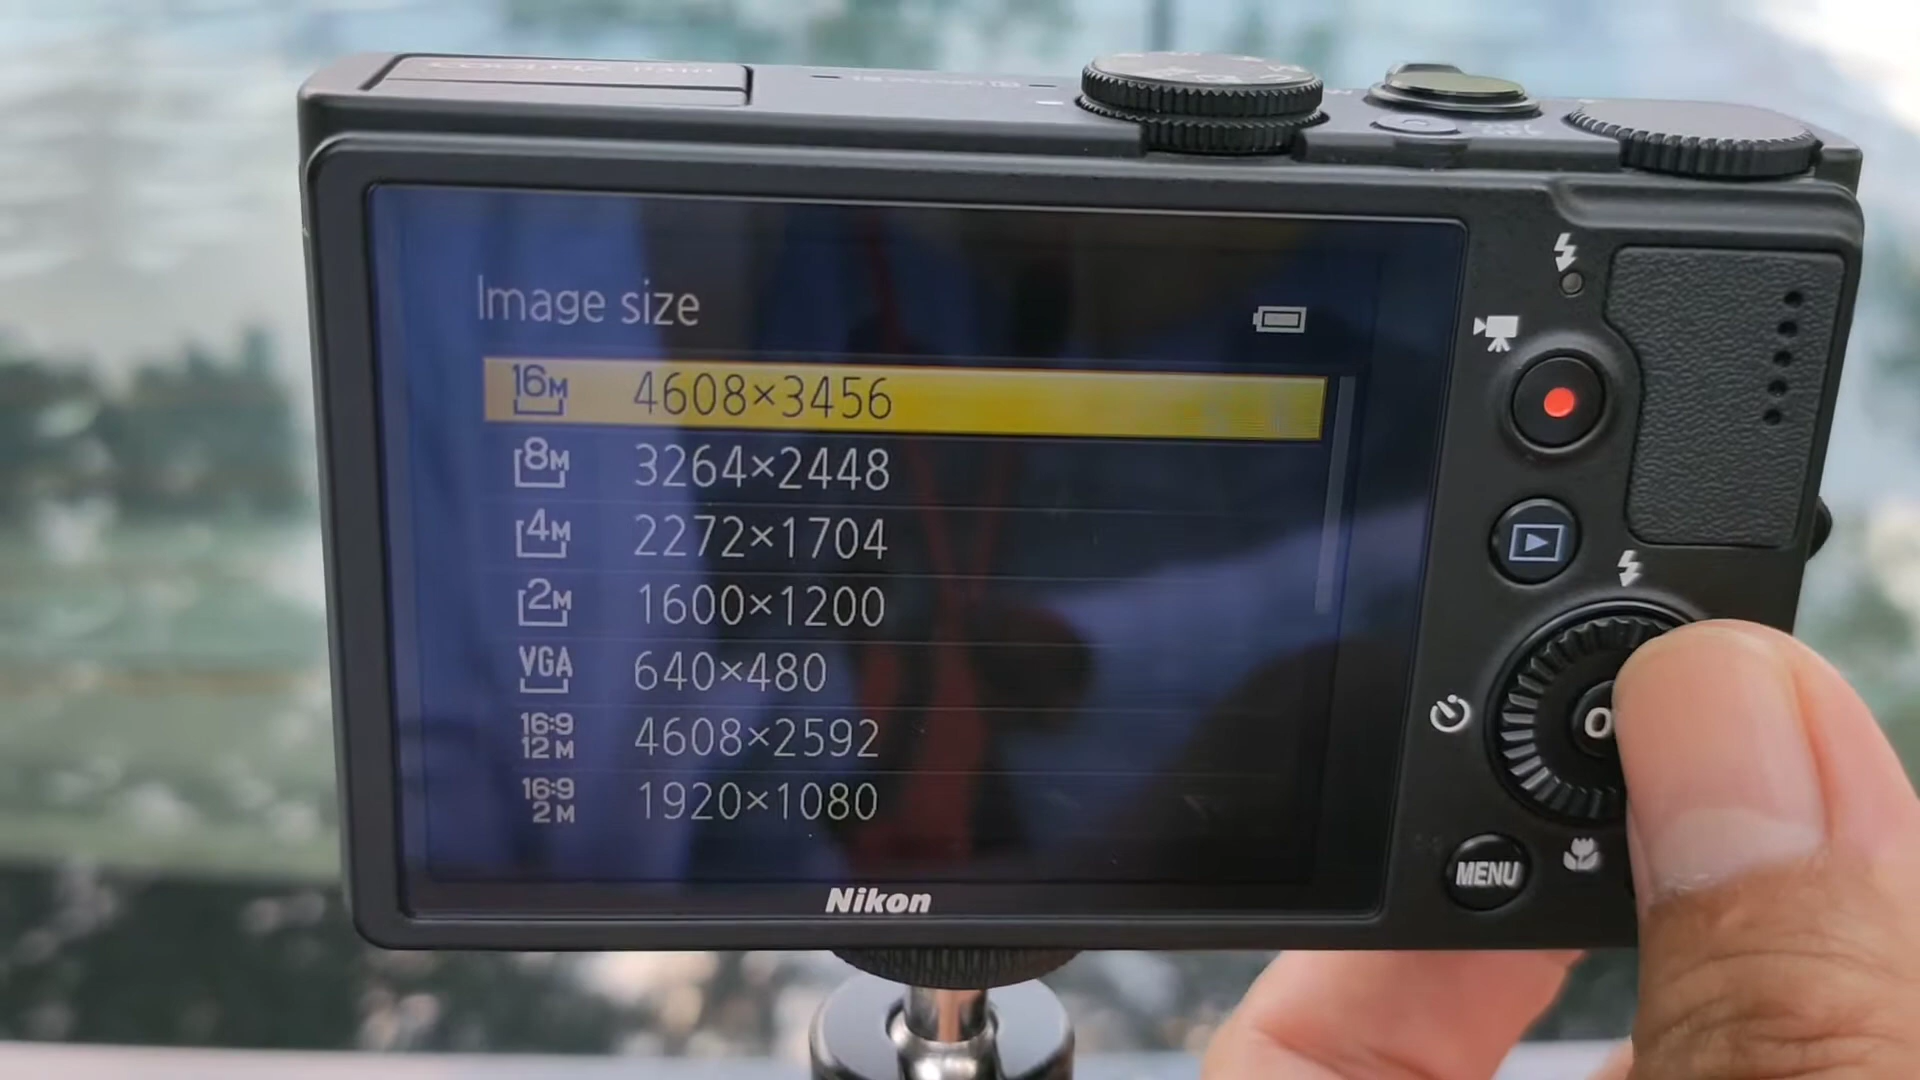 Image size
16M 4608×3456
8M 3264×2448
4M 2272×1704
2M 1600×1200
VGA 640×480
16:9 12M 4608×2592
16:9 2M 1920×1080
MENU
Nikon